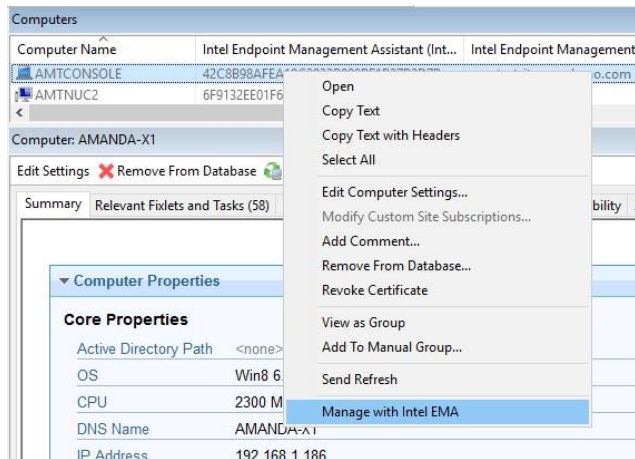 Computers
Computer Name Intel Endpoint Management Assistant (Int... Intel Endpoint Management
AMTCONSOLE 42C8B98AFEA o.com
AMTNUC2 6F9132EE01F6
Open
Copy Text
Copy Text with Headers
Select All
Edit Computer Settings...
Modify Custom Site Subscriptions...
Add Comment...
Remove From Database...
Revoke Certificate
View as Group
Add To Manual Group...
Send Refresh
Manage with Intel EMA
Computer: AMANDA-X1
Edit Settings Remove From Database
Summary Relevant Fixlets and Tasks (58) bility
Computer Properties
Core Properties
Active Directory Path <none>
OS Win8 6.
CPU 2300 M
DNS Name AMANDA-X1
IP Address 192.168.1.186